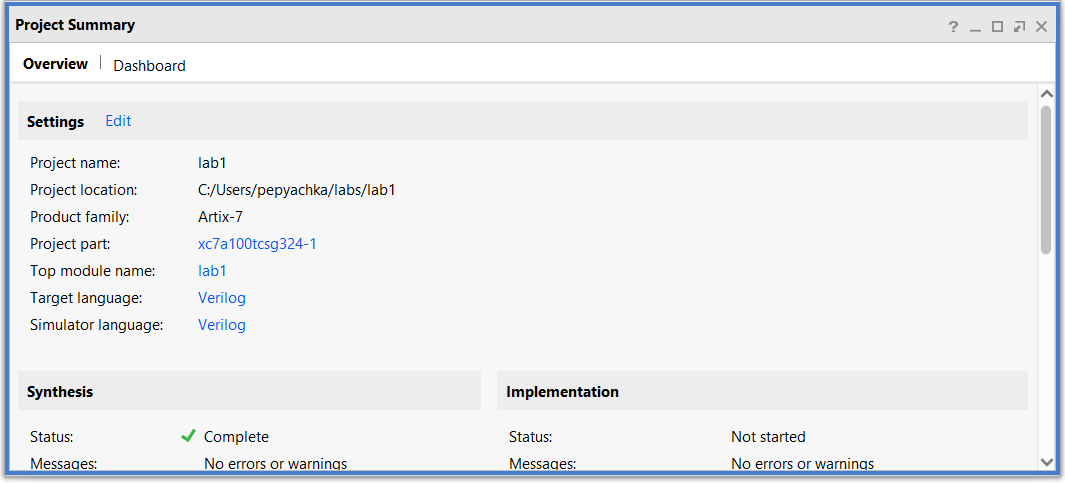 Project Summary
Overview | Dashboard
Settings Edit
Project name: lab1
Project location: C:/Users/pepyachka/labs/lab1
Product family: Artix-7
Project part: xc7a100tcsg324-1
Top module name: lab1
Target language: Verilog
Simulator language: Verilog
Synthesis
Status: Complete
Messages: No errors or warnings
Implementation
Status: Not started
Messages: No errors or warnings